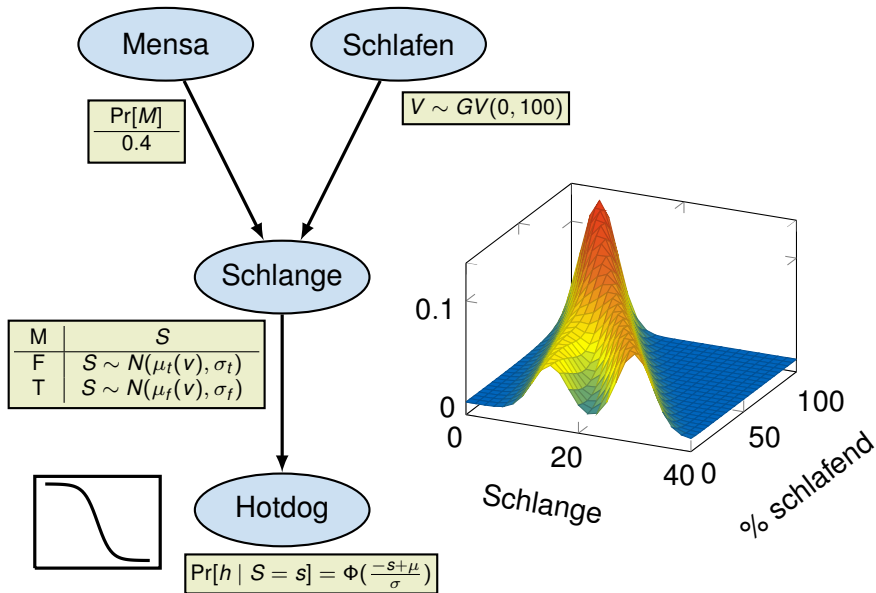 Mensa
Schlafen
Pr[M]
0.4
V ∼ GV(0, 100)
Schlange
M S
F S ∼ N(μt(v), σt)
T S ∼ N(μf(v), σf)
Hotdog
Pr[h | S = s] = Φ(−s+μ/σ)
0.1
0
0
20
40
0
50
100
Schlange
% schlafend